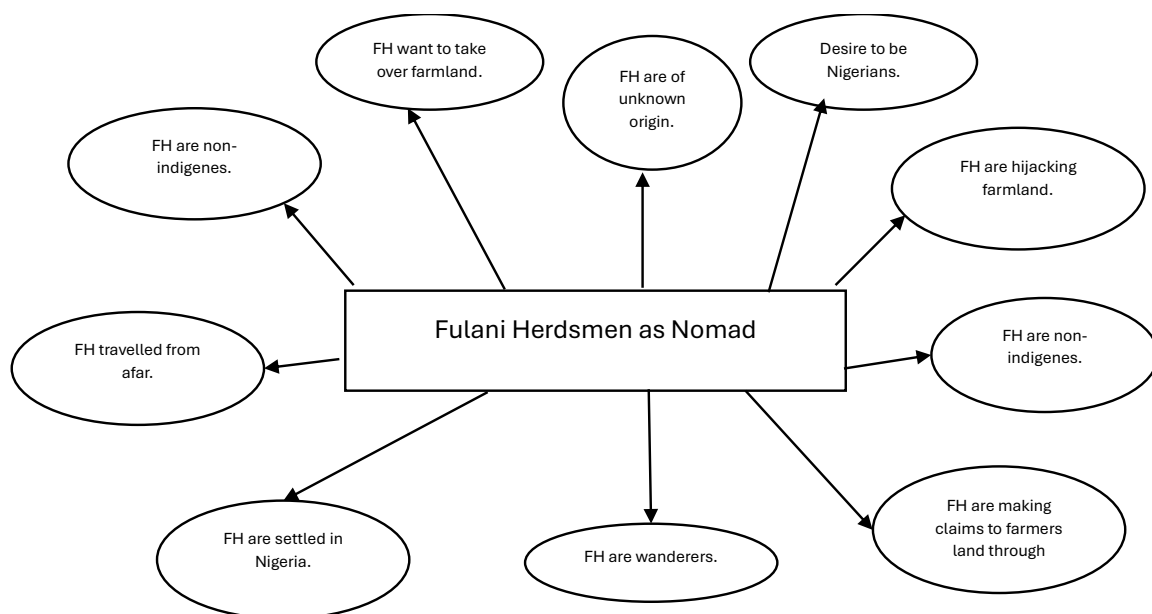 FH want to take
over farmland.
FH are of
unknown
origin.
Desire to be
Nigerians.
FH are non-
indigenes.
FH are hijacking
farmland.
Fulani Herdsmen as Nomad
FH travelled from
afar.
FH are non-
indigenes.
FH are settled in
Nigeria.
FH are wanderers.
FH are making
claims to farmers
land through